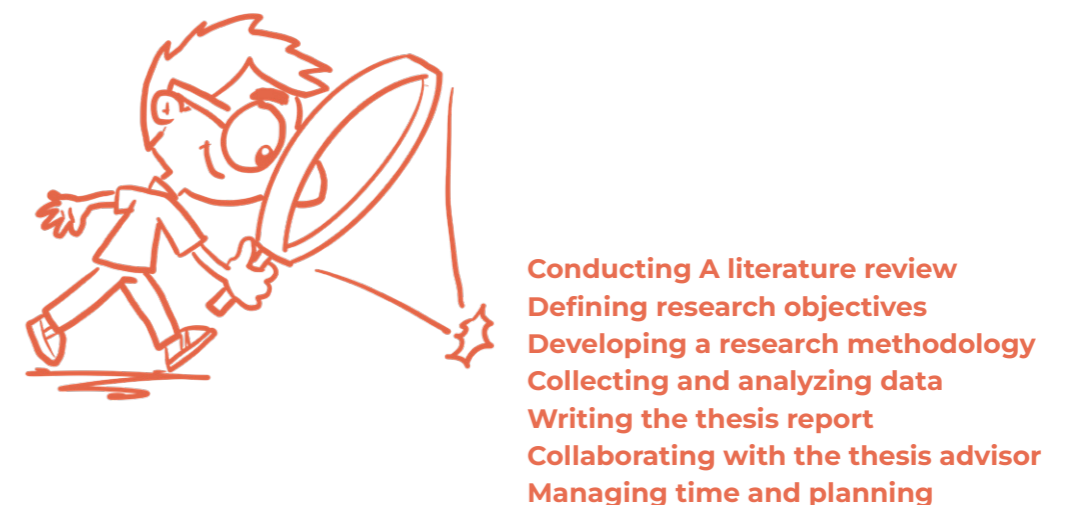 Conducting A literature review
Defining research objectives
Developing a research methodology
Collecting and analyzing data
Writing the thesis report
Collaborating with the thesis advisor
Managing time and planning